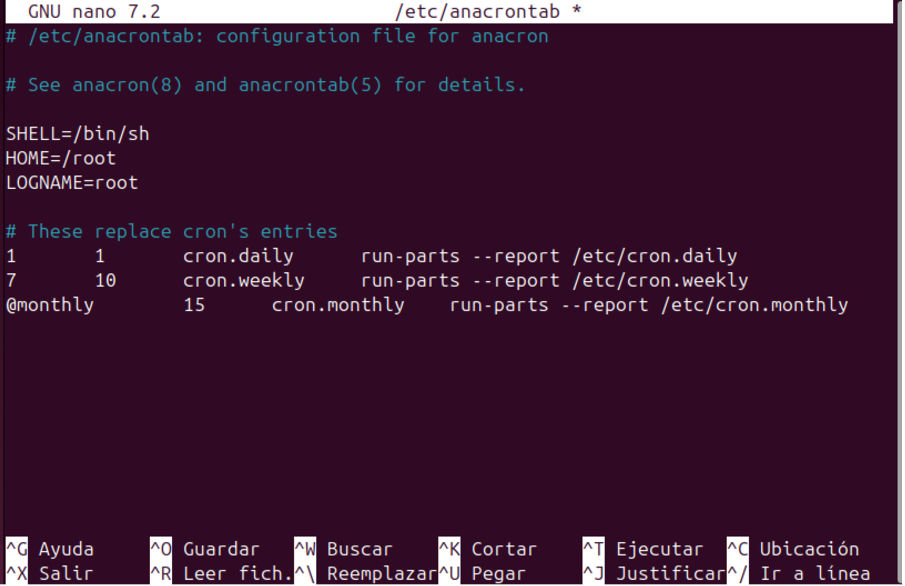 GNU nano 7.2 /etc/anacrontab *
# /etc/anacrontab: configuration file for anacron
# See anacron(8) and anacrontab(5) for details.
SHELL=/bin/sh
HOME=/root
LOGNAME=root
# These replace cron's entries
1 1 cron.daily run-parts --report /etc/cron.daily
7 10 cron.weekly run-parts --report /etc/cron.weekly
@monthly 15 cron.monthly run-parts --report /etc/cron.monthly
^G Ayuda ^O Guardar ^W Buscar ^K Cortar ^T Ejecutar ^C Ubicación
^X Salir ^R Leer fich. ^\ Reemplazar ^U Pegar ^J Justificar ^/ Ir a línea